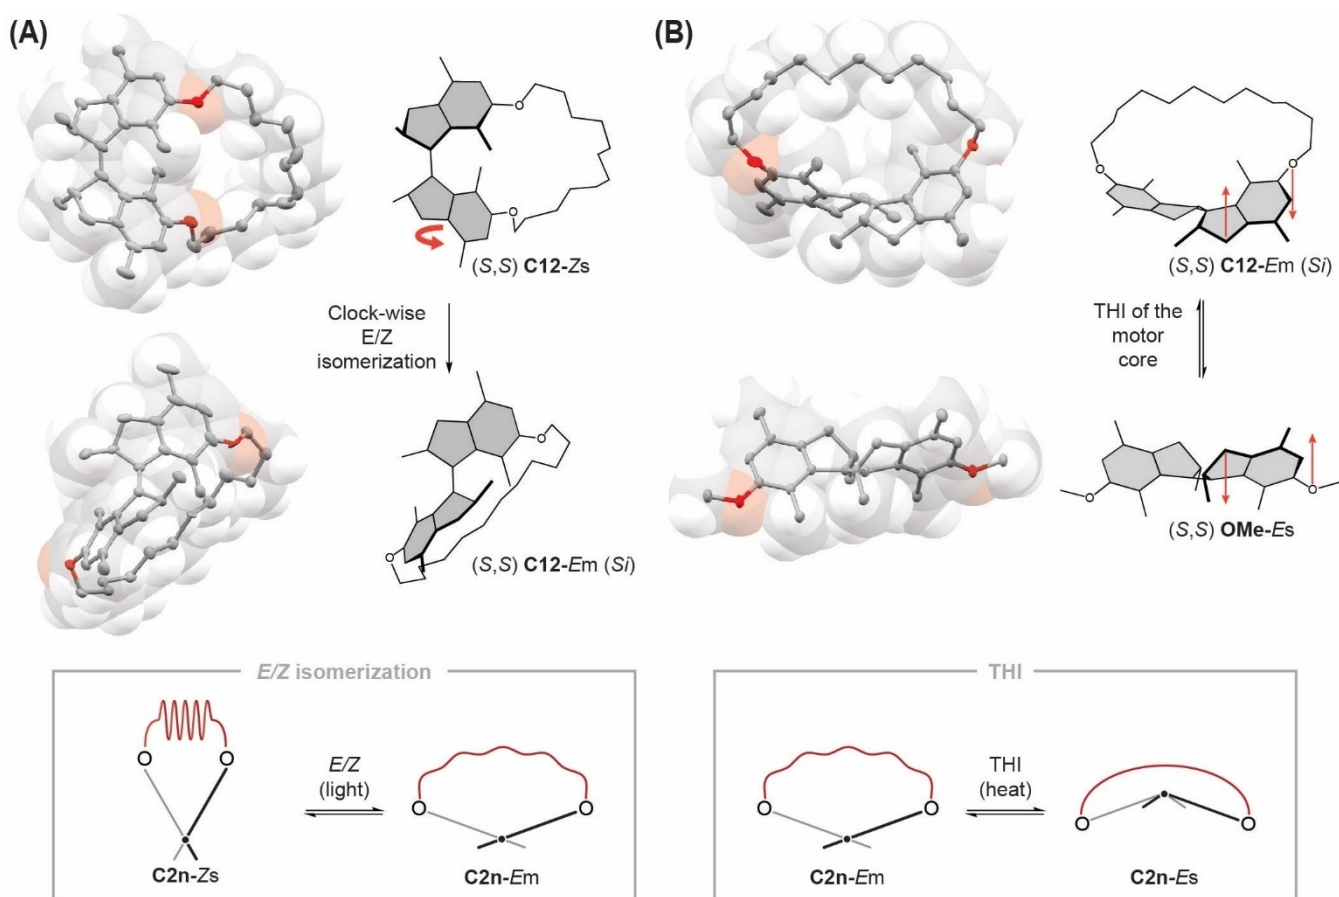 (A)
O
O
(S,S) C12-Zs
Clock-wise
E/Z
isomerization
O
O
(S,S) C12-Em (Si)
(B)
O
O
(S,S) C12-Em (Si)
THI of the
motor
core
O
O
(S,S) OMe-Es
E/Z isomerization
O
O
E/Z
(light)
O
O
C2n-Zs
C2n-Em
THI
O
O
THI
(heat)
O
O
C2n-Em
C2n-Es